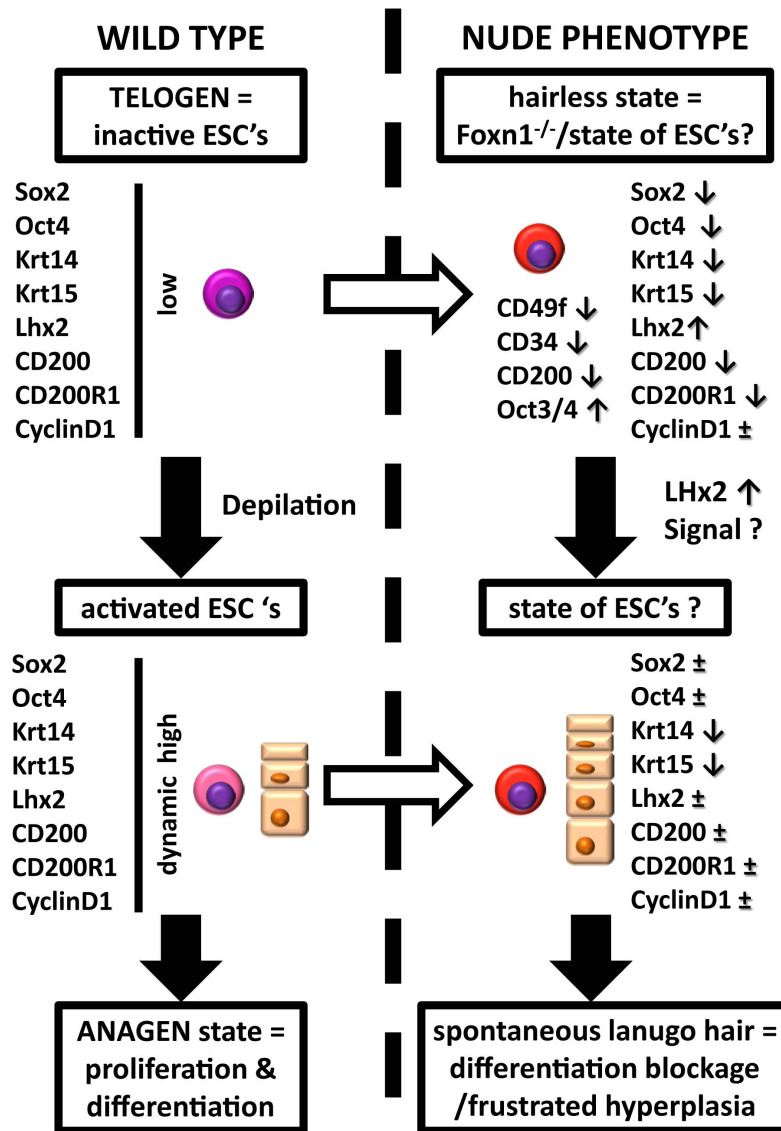 WILD TYPE
TELOGEN =
inactive ESC's
Sox2
Oct4
Krt14
Krt15
Lhx2
CD200
CD200R1
CyclinD1
low
Depilation
activated ESC 's
Sox2
Oct4
Krt14
Krt15
Lhx2
CD200
CD200R1
CyclinD1
dynamic high
ANAGEN state =
proliferation &
differentiation
NUDE PHENOTYPE
hairless state =
Foxn1-/-/state of ESC's?
CD49f ↓
CD34 ↓
CD200 ↓
Oct3/4 ↑
Sox2 ↓
Oct4 ↓
Krt14 ↓
Krt15 ↓
Lhx2 ↑
CD200 ↓
CD200R1 ↓
CyclinD1 ±
LHx2 ↑
Signal ?
state of ESC's ?
Sox2 ±
Oct4 ±
Krt14 ↓
Krt15 ↓
Lhx2 ±
CD200 ±
CD200R1 ±
CyclinD1 ±
spontaneous lanugo hair =
differentiation blockage
/frustrated hyperplasia